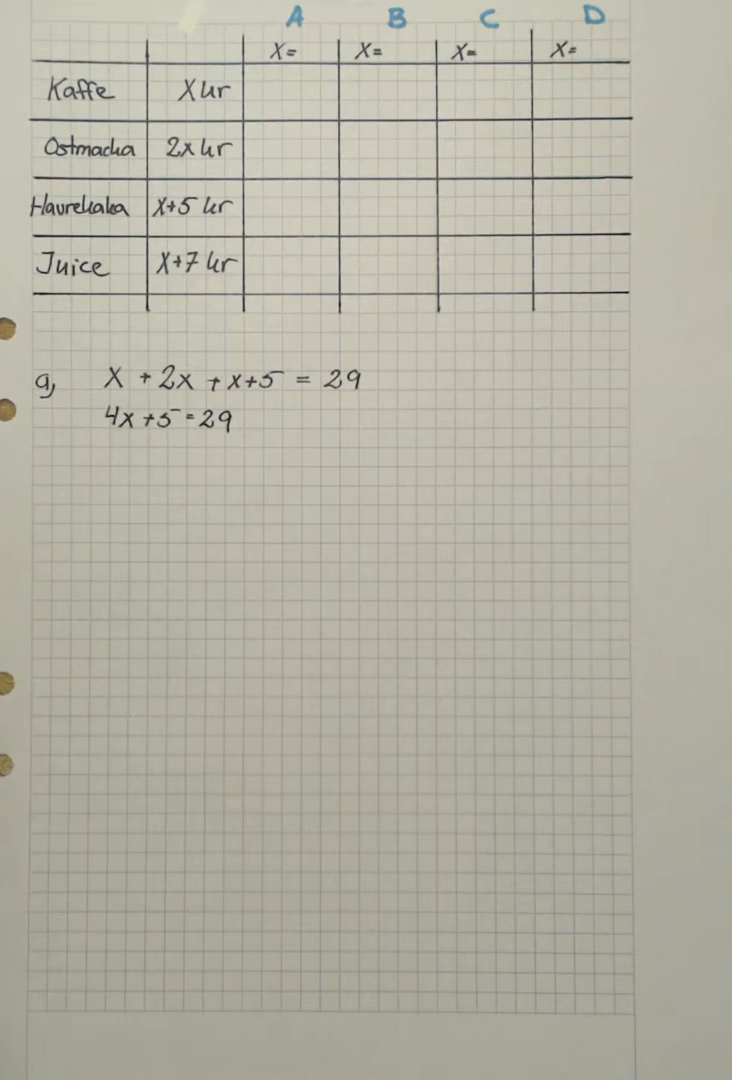 A B C D
X= X= X= X=
Kaffe X kr
Ostmacka 2x kr
Havrekaka X+5 kr
Juice X+7 kr
a, X + 2x + x+5 = 29
4x+5=29